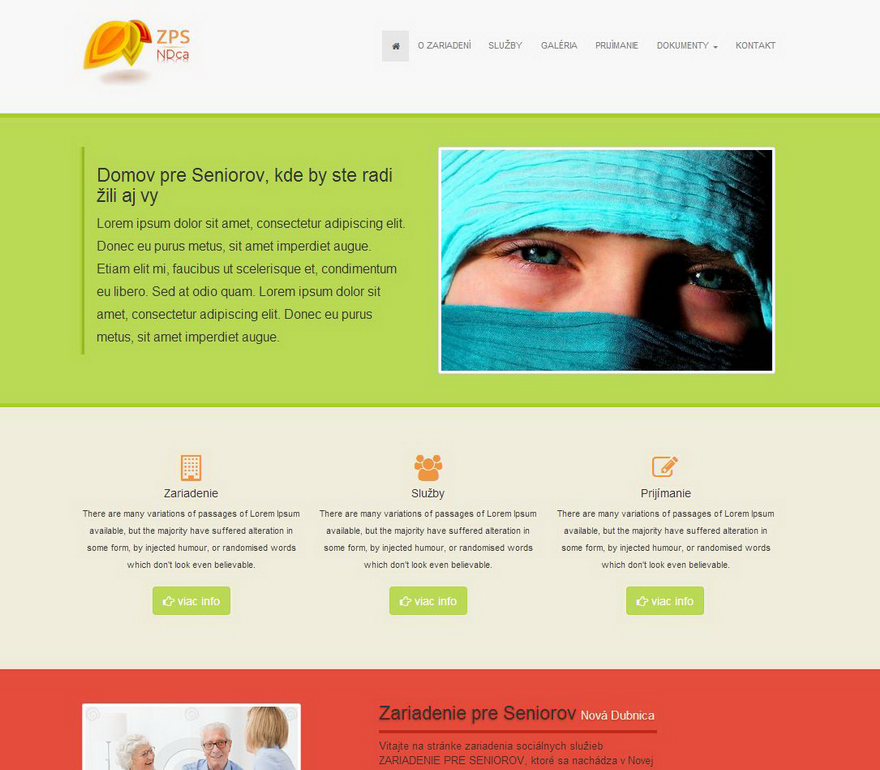 ZPS
NDca
O ZARIADENÍ SLUŽBY GALÉRIA PRIJÍMANIE DOKUMENTY KONTAKT
Domov pre Seniorov, kde by ste radi
žili aj vy
Lorem ipsum dolor sit amet, consectetur adipiscing elit.
Donec eu purus metus, sit amet imperdiet augue.
Etiam elit mi, faucibus ut scelerisque et, condimentum
eu libero. Sed at odio quam. Lorem ipsum dolor sit
amet, consectetur adipiscing elit. Donec eu purus
metus, sit amet imperdiet augue.
Zariadenie
There are many variations of passages of Lorem Ipsum
available, but the majority have suffered alteration in
some form, by injected humour, or randomised words
which don't look even believable.
viac info
Služby
There are many variations of passages of Lorem Ipsum
available, but the majority have suffered alteration in
some form, by injected humour, or randomised words
which don't look even believable.
viac info
Prijímanie
There are many variations of passages of Lorem Ipsum
available, but the majority have suffered alteration in
some form, by injected humour, or randomised words
which don't look even believable.
viac info
Zariadenie pre Seniorov Nová Dubnica
Vitajte na stránke zariadenia sociálnych služieb
ZARIADENIE PRE SENIOROV, ktoré sa nachádza v Novej